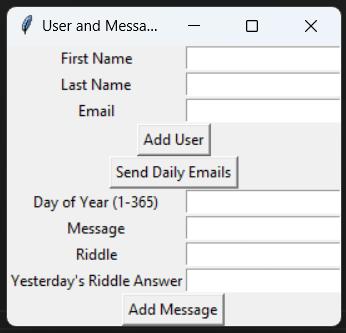 User and Messa...
First Name
Last Name
Email
Add User
Send Daily Emails
Day of Year (1-365)
Message
Riddle
Yesterday's Riddle Answer
Add Message